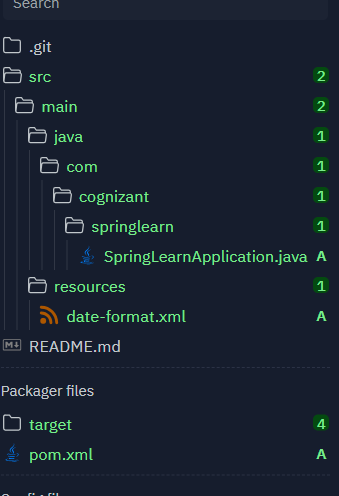 Search
.git
src 2
main 2
java 1
com 1
cognizant 1
springlearn 1
SpringLearnApplication.java A
resources 1
date-format.xml A
README.md
Packager files
target 4
pom.xml A